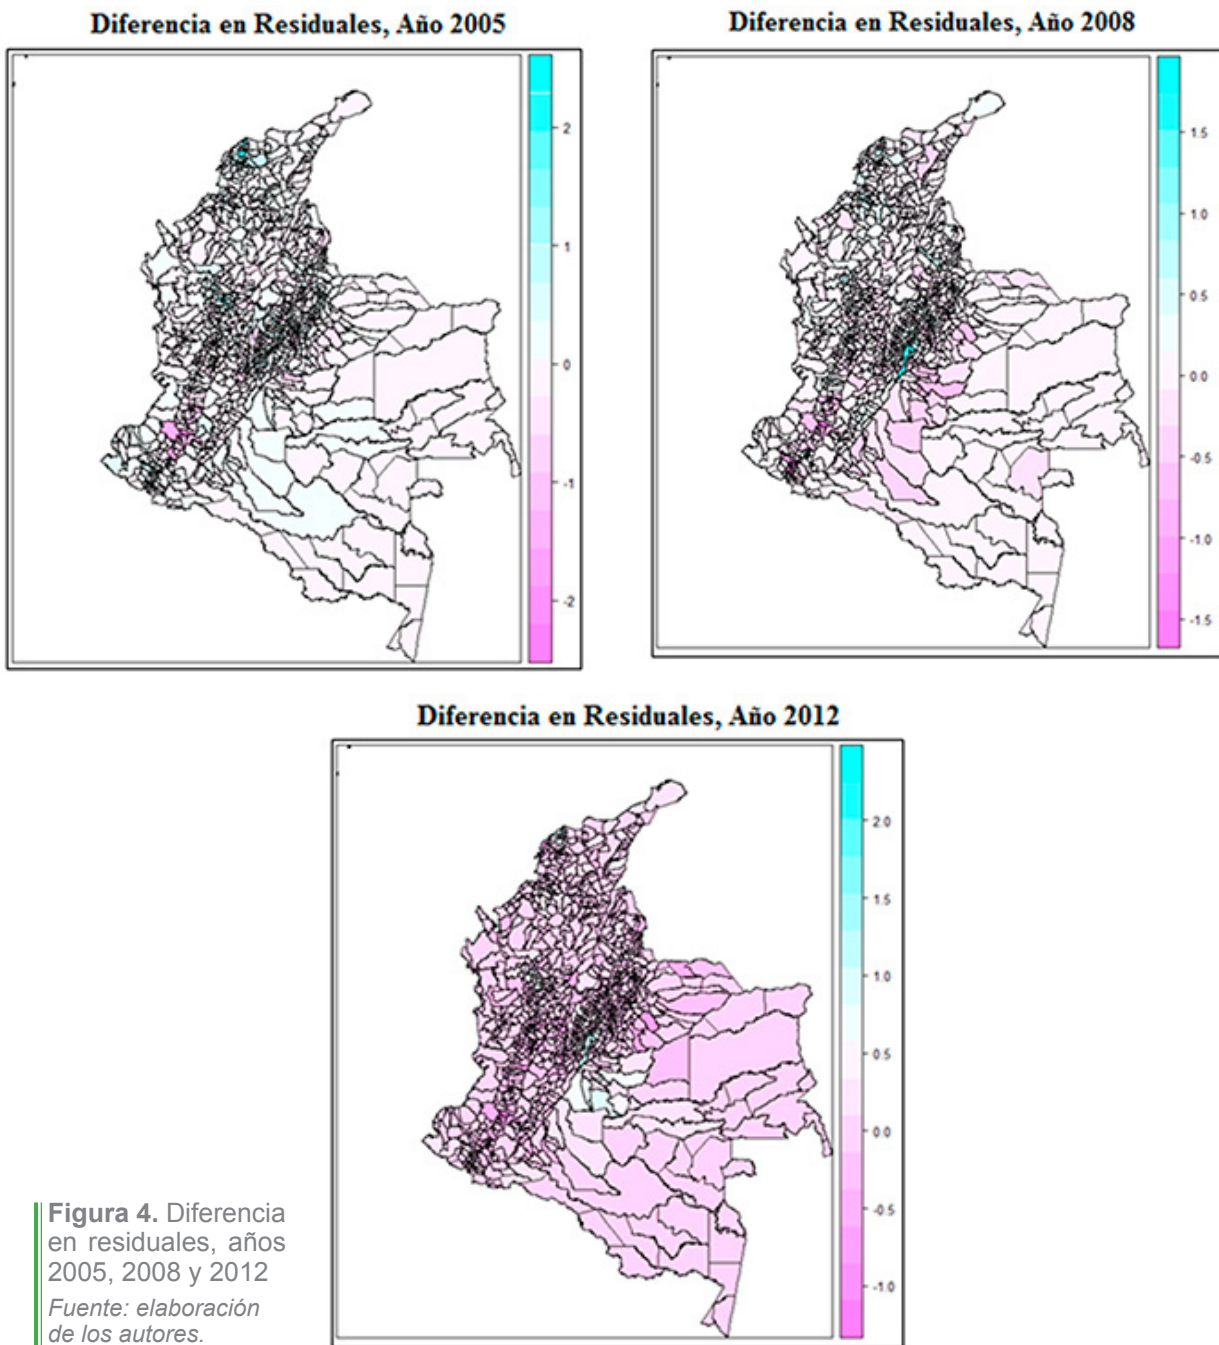 Diferencia en Residuales, Año 2005
2
1
0
-1
-2
Diferencia en Residuales, Año 2008
1.5
1.0
0.5
0.0
-0.5
-1.0
-1.5
Diferencia en Residuales, Año 2012
2.0
1.5
1.0
0.5
0.0
-0.5
-1.0
Figura 4. Diferencia
en residuales, años
2005, 2008 y 2012
Fuente: elaboración
de los autores.